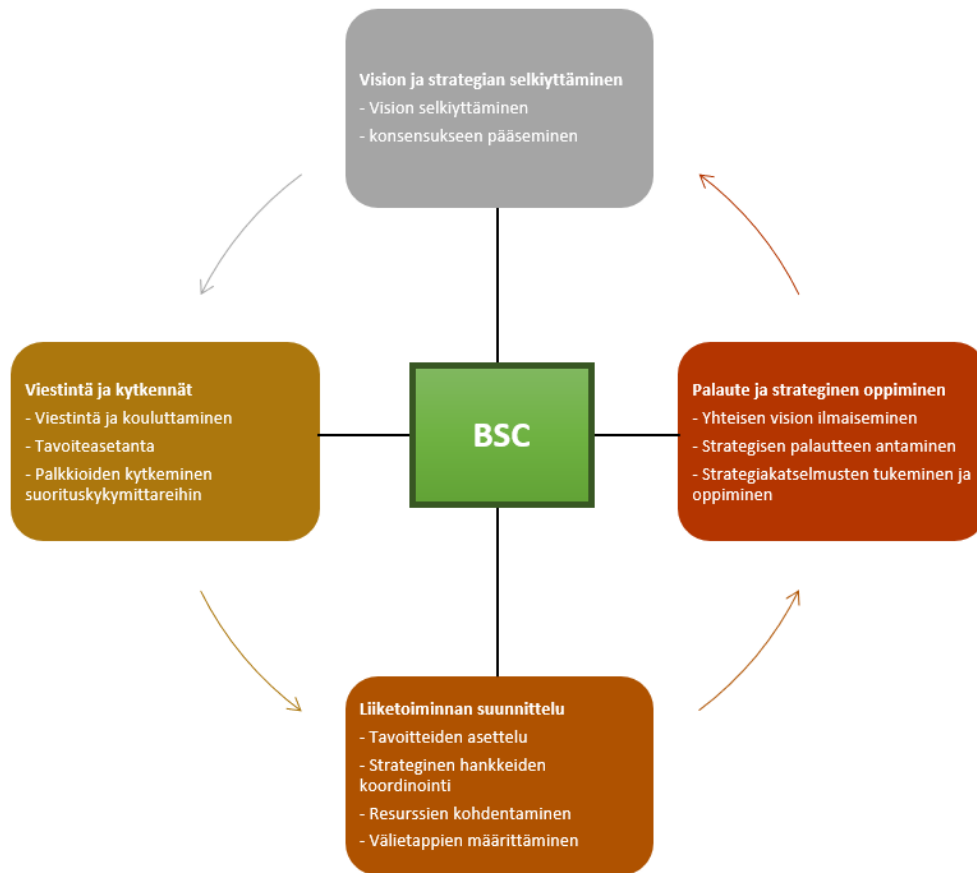 Vision ja strategian selkiyttäminen
- Vision selkiyttäminen
- konsensukseen pääseminen
Viestintä ja kytkennät
- Viestintä ja kouluttaminen
- Tavoiteasetanta
- Palkkioiden kytkeminen
suorituskykymittareihin
BSC
Palaute ja strateginen oppiminen
- Yhteisen vision ilmaiseminen
- Strategisen palautteen antaminen
- Strategiakatselmusten tukeminen ja
oppiminen
Liiketoiminnan suunnittelu
- Tavoitteiden asettelu
- Strateginen hankkeiden
koordinointi
- Resurssien kohdentaminen
- Välietappien määrittäminen